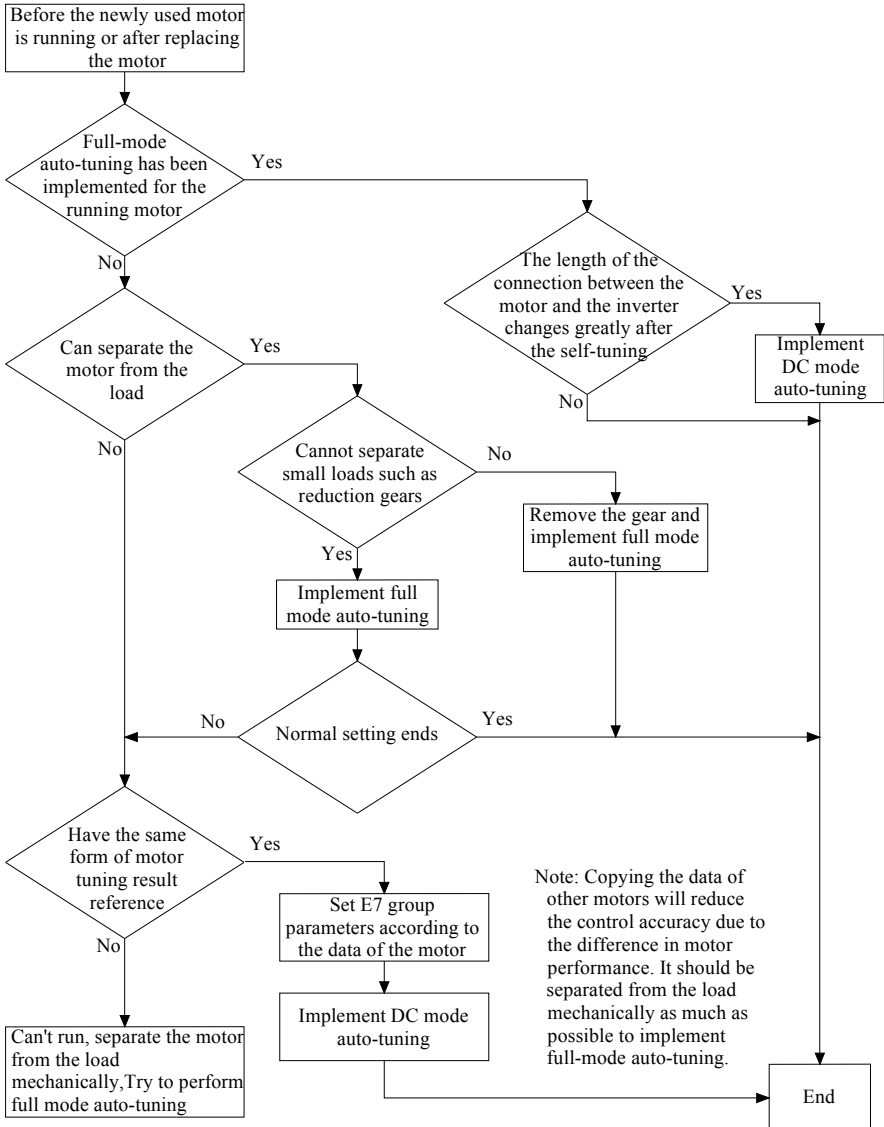 Before the newly used motor
is running or after replacing
the motor
Full-mode
auto-tuning has been
implemented for the
running motor
Yes
No
The length of the
connection between the
motor and the inverter
changes greatly after
the self-tuning
Yes
No
Implement
DC mode
auto-tuning
Can separate the
motor from the
load
Yes
No
Cannot separate
small loads such as
reduction gears
No
Yes
Remove the gear and
implement full mode
auto-tuning
Implement full
mode auto-tuning
Normal setting ends
No
Yes
Have the same
form of motor
tuning result
reference
Yes
No
Set E7 group
parameters according to
the data of the motor
Implement DC mode
auto-tuning
Note: Copying the data of
other motors will reduce
the control accuracy due to
the difference in motor
performance. It should be
separated from the load
mechanically as much as
possible to implement
full-mode auto-tuning.
Can't run, separate the motor
from the load
mechanically,Try to perform
full mode auto-tuning
End